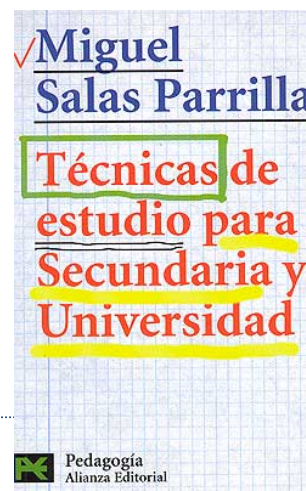 Miguel
Salas Parrilla
Técnicas de
estudio para
Secundaria y
Universidad
Pedagogía
Alianza Editorial